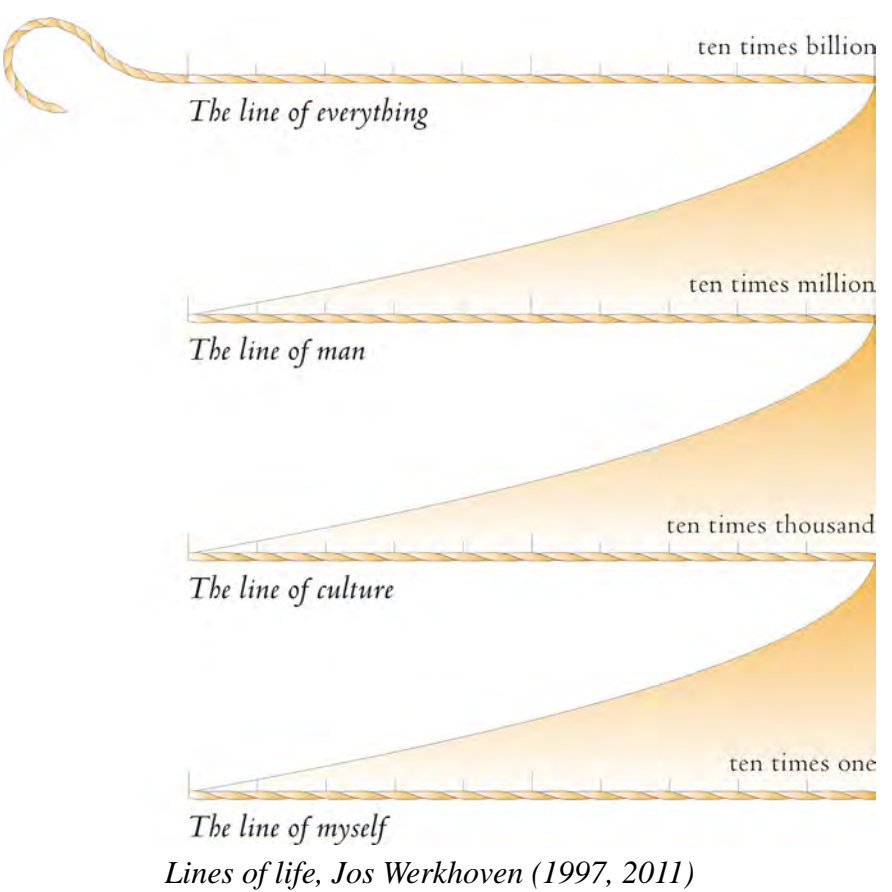 ten times billion
The line of everything
ten times million
The line of man
ten times thousand
The line of culture
ten times one
The line of myself
Lines of life, Jos Werkhoven (1997, 2011)